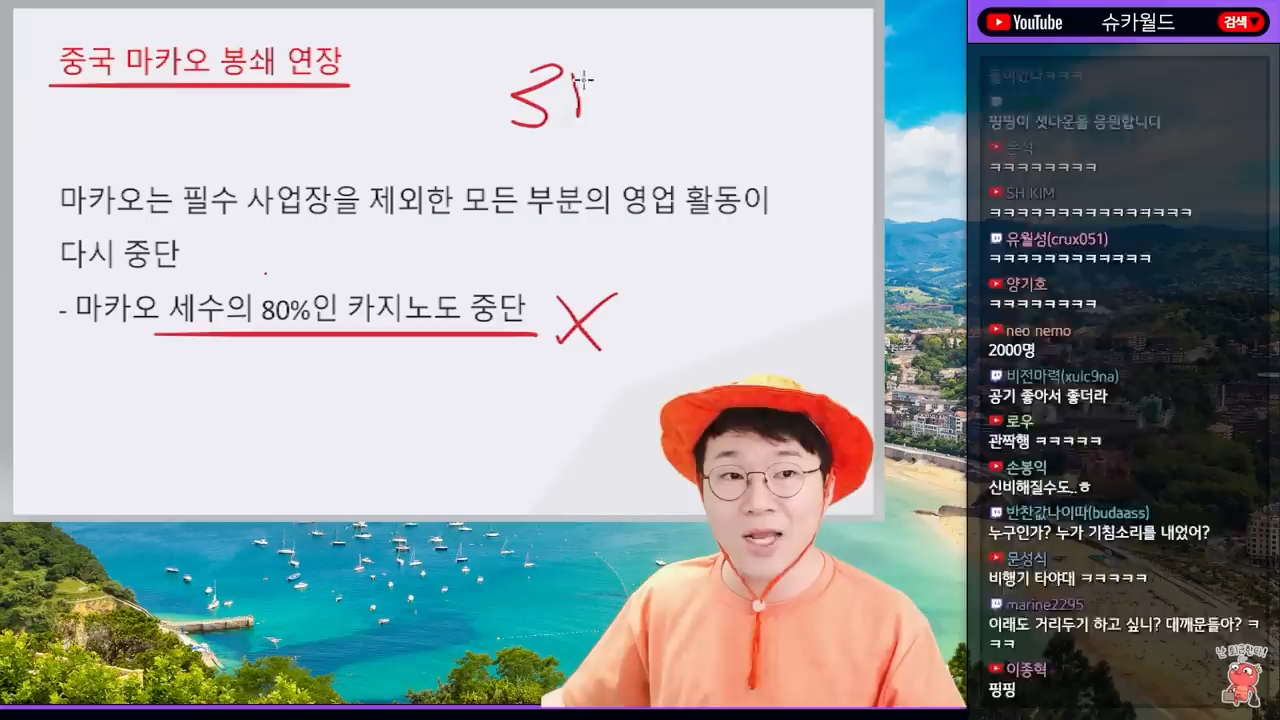 중국 마카오 봉쇄 연장
마카오는 필수 사업장을 제외한 모든 부분의 영업 활동이
다시 중단
- 마카오 세수의 80%인 카지노도 중단
YouTube 슈카월드 검색
핑핑이 셧다운을 응원합니다
ㅋㅋㅋㅋㅋㅋㅋㅋ
SH KIM
ㅋㅋㅋㅋㅋㅋㅋㅋㅋㅋㅋㅋㅋㅋㅋ
유월성(crux051)
ㅋㅋㅋㅋㅋㅋㅋㅋㅋㅋㅋㅋ
양기호
ㅋㅋㅋㅋㅋㅋㅋㅋ
neo nemo
2000명
비전마력(xulc9na)
공기 좋아서 좋더라
로우
관짝행 ㅋㅋㅋㅋㅋ
손봉익
신비해질수도..ㅎ
반찬값나이따(budaass)
누구인가? 누가 기침소리를 내었어?
문성식
비행기 타야대 ㅋㅋㅋㅋㅋ
marine2295
이래도 거리두기 하고 싶니? 대깨문들아? ㅋ
ㅋㅋ
이종혁
핑핑